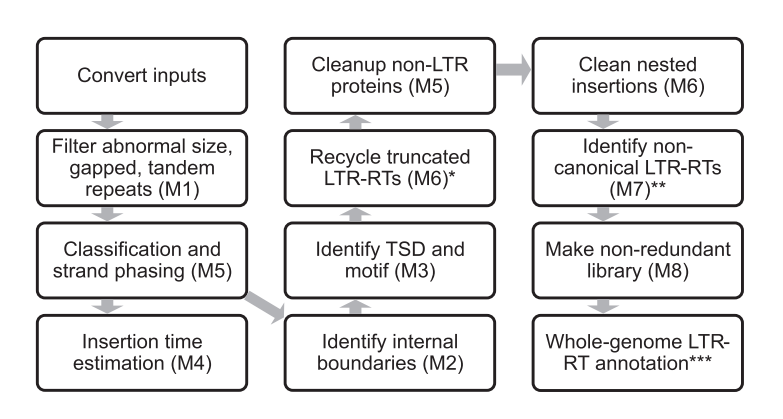 Convert inputs
Filter abnormal size,
gapped, tandem
repeats (M1)
Classification and
strand phasing (M5)
Insertion time
estimation (M4)
Cleanup non-LTR
proteins (M5)
Recycle truncated
LTR-RTs (M6)*
Identify TSD and
motif (M3)
Identify internal
boundaries (M2)
Clean nested
insertions (M6)
Identify non-
canonical LTR-RTs
(M7)**
Make non-redundant
library (M8)
Whole-genome LTR-
RT annotation***